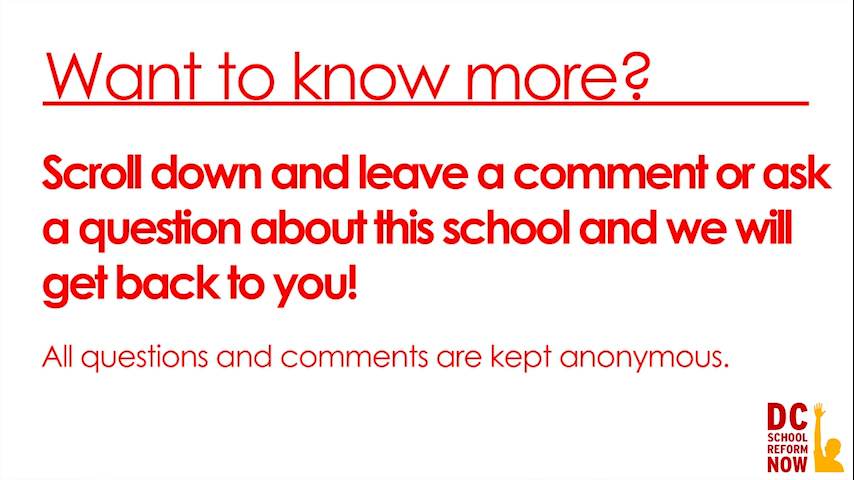 Want to know more?
Scroll down and leave a comment or ask
a question about this school and we will
get back to you!
All questions and comments are kept anonymous.
DC
SCHOOL
REFORM
NOW